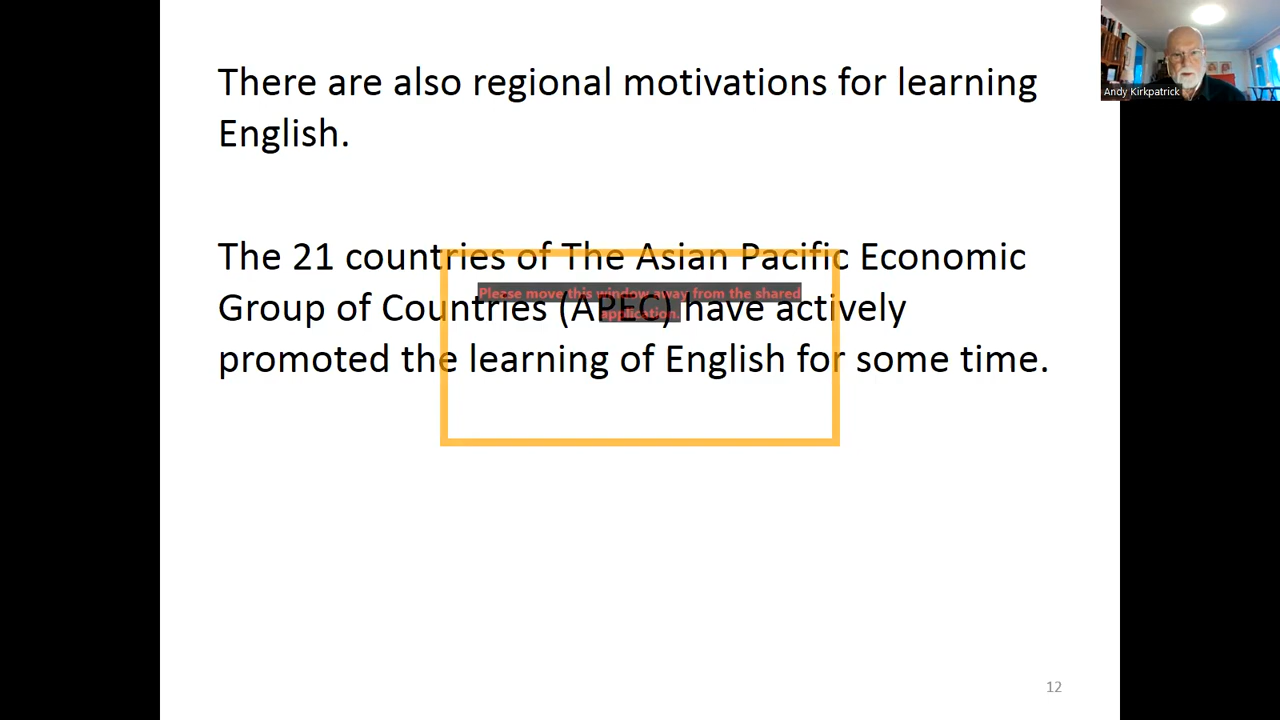 There are also regional motivations for learning
English.
Andy Kirkpatrick
The 21 countries of The Asian Pacific Economic
Please move this window away from the shared
Group of Countries (APEC) have actively
application.
promoted the learning of English for some time.
12